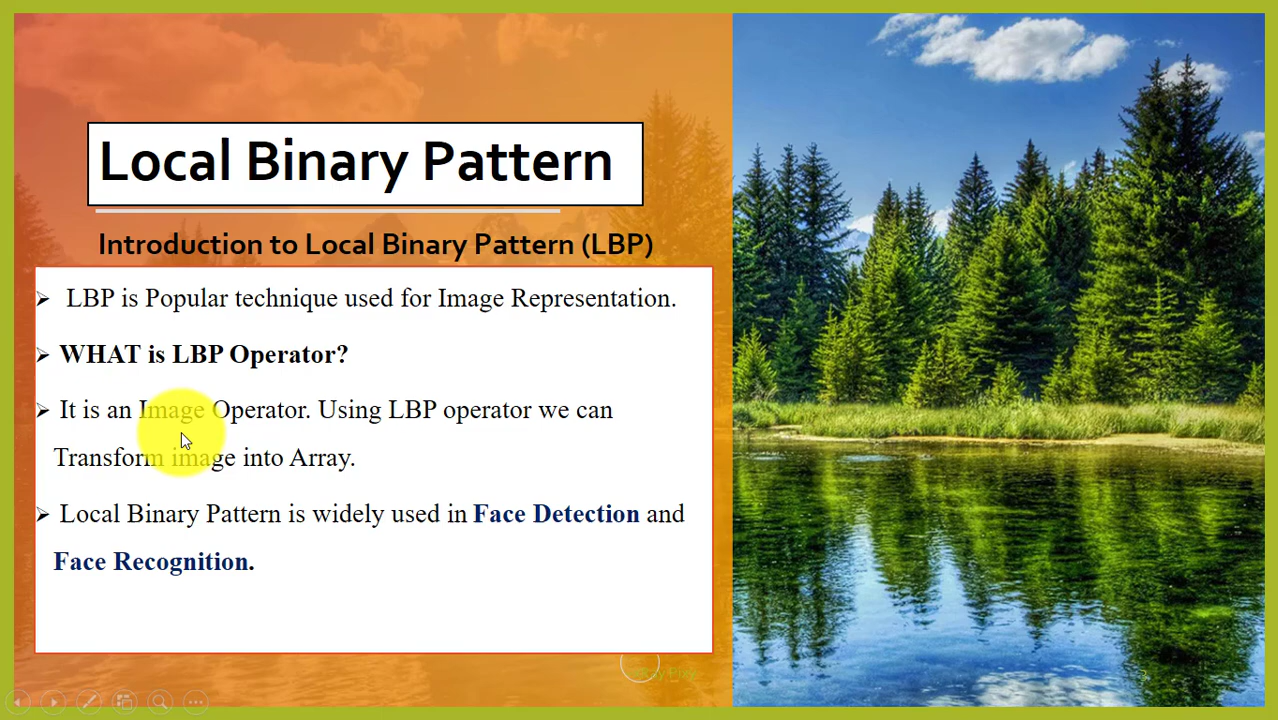 Local Binary Pattern
Introduction to Local Binary Pattern (LBP)
LBP is Popular technique used for Image Representation.
WHAT is LBP Operator?
It is an Image Operator. Using LBP operator we can
Transform image into Array.
Local Binary Pattern is widely used in Face Detection and
Face Recognition.